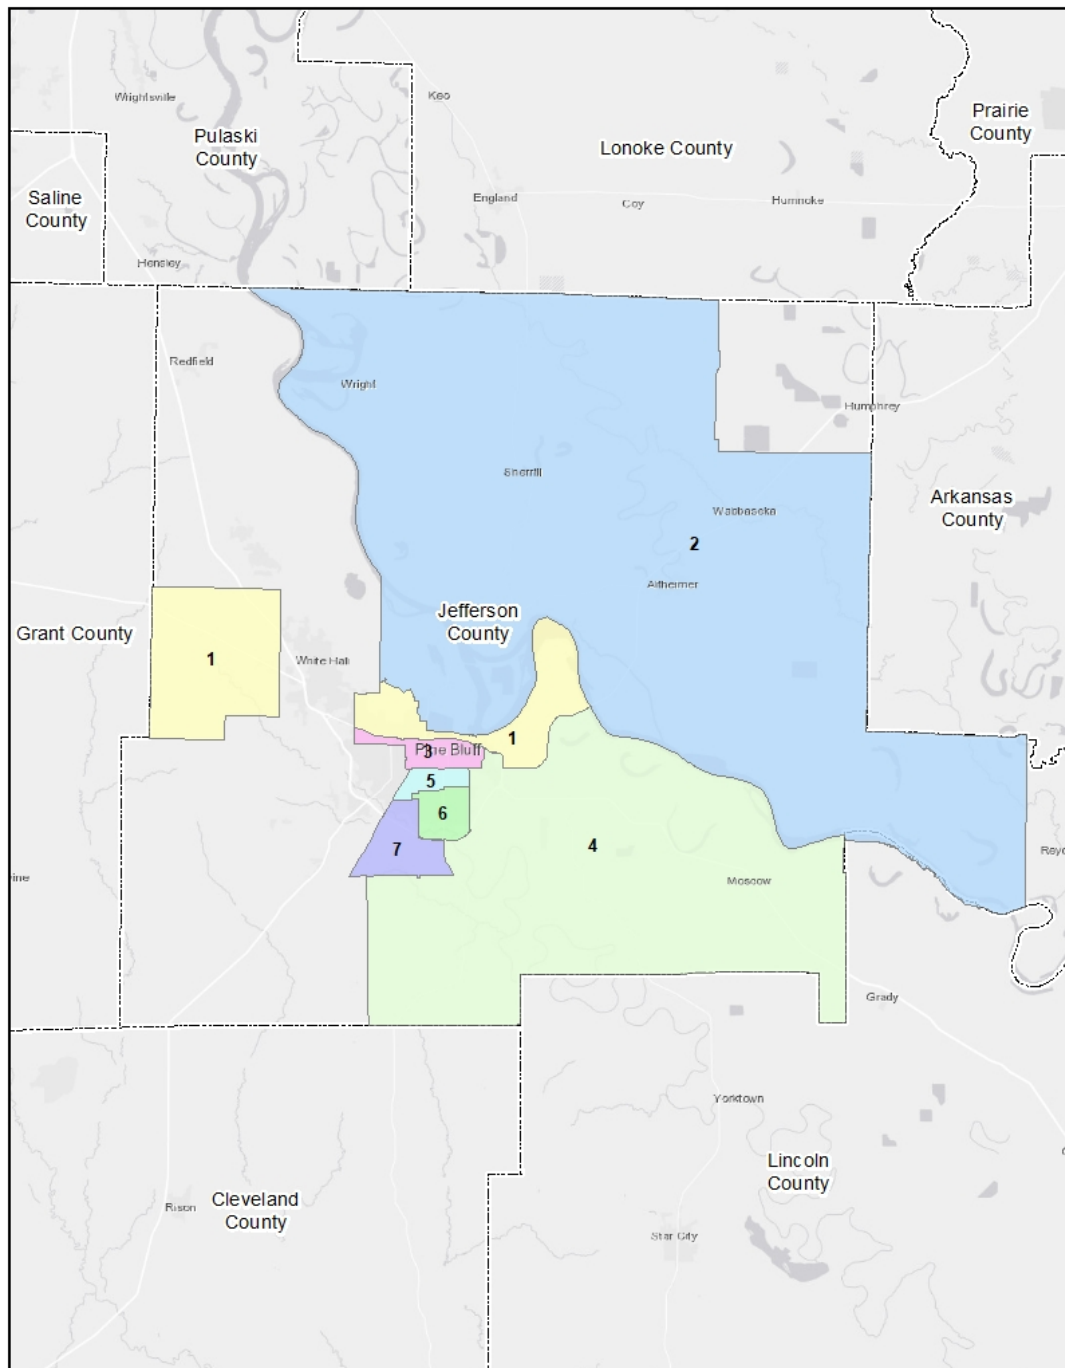 Keo
Wrightsville
Prairie
County
Pulaski
County
Lonoke County
Saline
County
England
Coy
Humnoke
Hensley
Redfield
Wright
Humphrey
Sherrill
Arkansas
County
Wabbaseka
2
Altheimer
Jefferson
County
Grant County
1
White Hall
1
Pine Bluff
3
5
6
4
7
Moscow
Grady
Yorktown
Lincoln
County
Cleveland
County
Rison
Star City